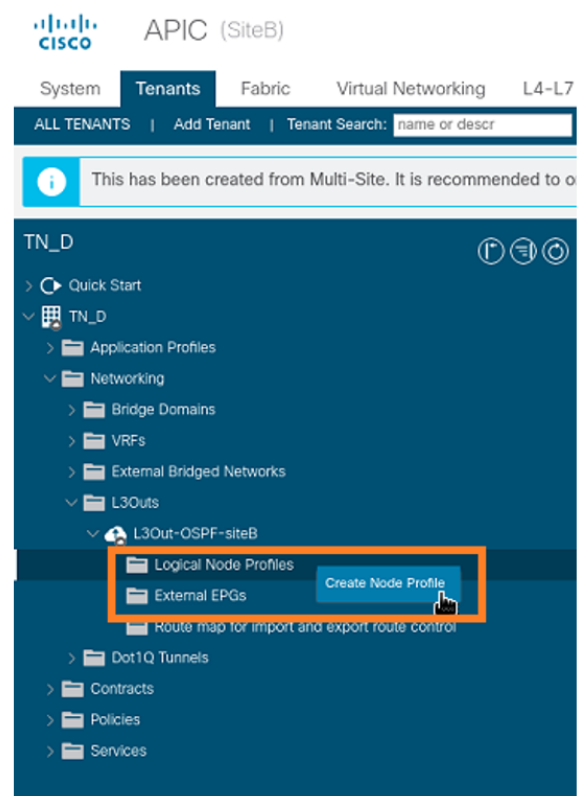 CISCO APIC (SiteB)
System Tenants Fabric Virtual Networking L4-L7
ALL TENANTS | Add Tenant | Tenant Search: name or descr
i This has been created from Multi-Site. It is recommended to o
TN_D
Quick Start
TN_D
Application Profiles
Networking
Bridge Domains
VRFs
External Bridged Networks
L3Outs
L3Out-OSPF-siteB
Logical Node Profiles
Create Node Profile
External EPGs
Route map for import and export route control
Dot1Q Tunnels
Contracts
Policies
Services